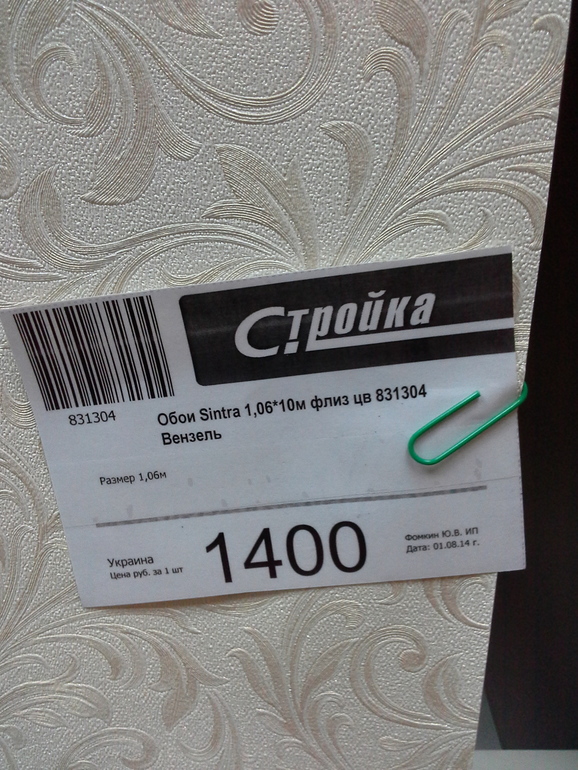 Стройка
831304
Обои Sintra 1,06*10м флиз цв 831304
Вензель
Размер 1,06м
Украина
Цена руб. за 1 шт
1400
Фомкин Ю.В. ИП
Дата: 01.08.14 г.